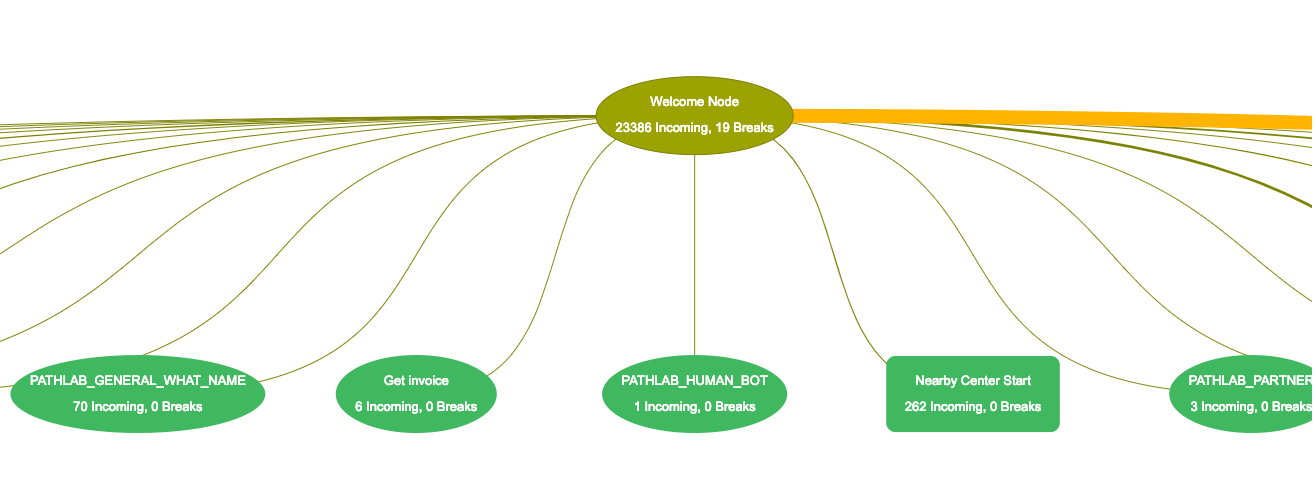 Welcome Node
23386 Incoming, 19 Breaks
PATHLAB_GENERAL_WHAT_NAME
70 Incoming, 0 Breaks
Get invoice
6 Incoming, 0 Breaks
PATHLAB_HUMAN_BOT
1 Incoming, 0 Breaks
Nearby Center Start
262 Incoming, 0 Breaks
PATHLAB_PARTNER
3 Incoming, 0 Breaks